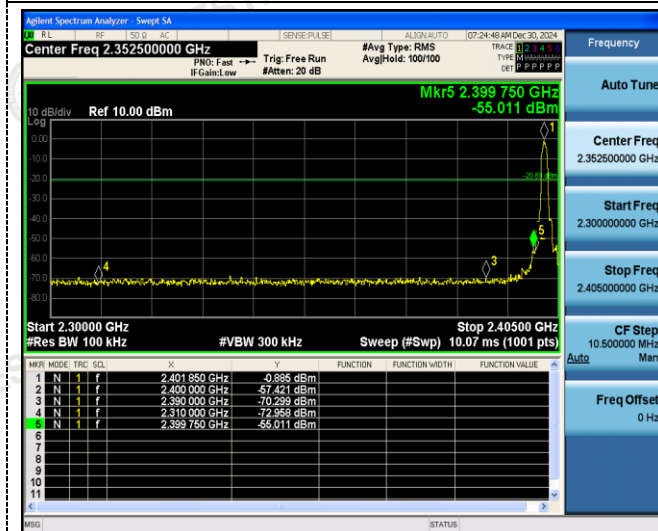 Agilent Spectrum Analyzer - Swept SA
RL RF 50 Ω AC SENSE:PULSE ALIGN AUTO 07:24:48 AM Dec 30, 2024
Center Freq 2.352500000 GHz #Avg Type: RMS TRACE 1 2 3 4 5 6
PNO: Fast Trig: Free Run Avg|Hold: 100/100 TYPE M
IFGain:Low #Atten: 20 dB DET P P P P P P
Mkr5 2.399 750 GHz
-55.011 dBm
10 dB/div Ref 10.00 dBm
Log
0.00
-10.0
-20.0
-30.0
-40.0
-50.0
-60.0
-70.0
-80.0
1
-20.89 dBm
5
3
4
Start 2.30000 GHz Stop 2.40500 GHz
#Res BW 100 kHz #VBW 300 kHz Sweep (#Swp) 10.07 ms (1001 pts)
MKR MODE TRC SCL X Y FUNCTION FUNCTION WIDTH FUNCTION VALUE
1 N 1 f 2.401 850 GHz -0.885 dBm
2 N 1 f 2.400 000 GHz -57.421 dBm
3 N 1 f 2.390 000 GHz -70.299 dBm
4 N 1 f 2.310 000 GHz -72.958 dBm
5 N 1 f 2.399 750 GHz -55.011 dBm
6
7
8
9
10
11
MSG STATUS
Frequency
Auto Tune
Center Freq
2.352500000 GHz
Start Freq
2.300000000 GHz
Stop Freq
2.405000000 GHz
CF Step
10.500000 MHz
Auto Man
Freq Offset
0 Hz